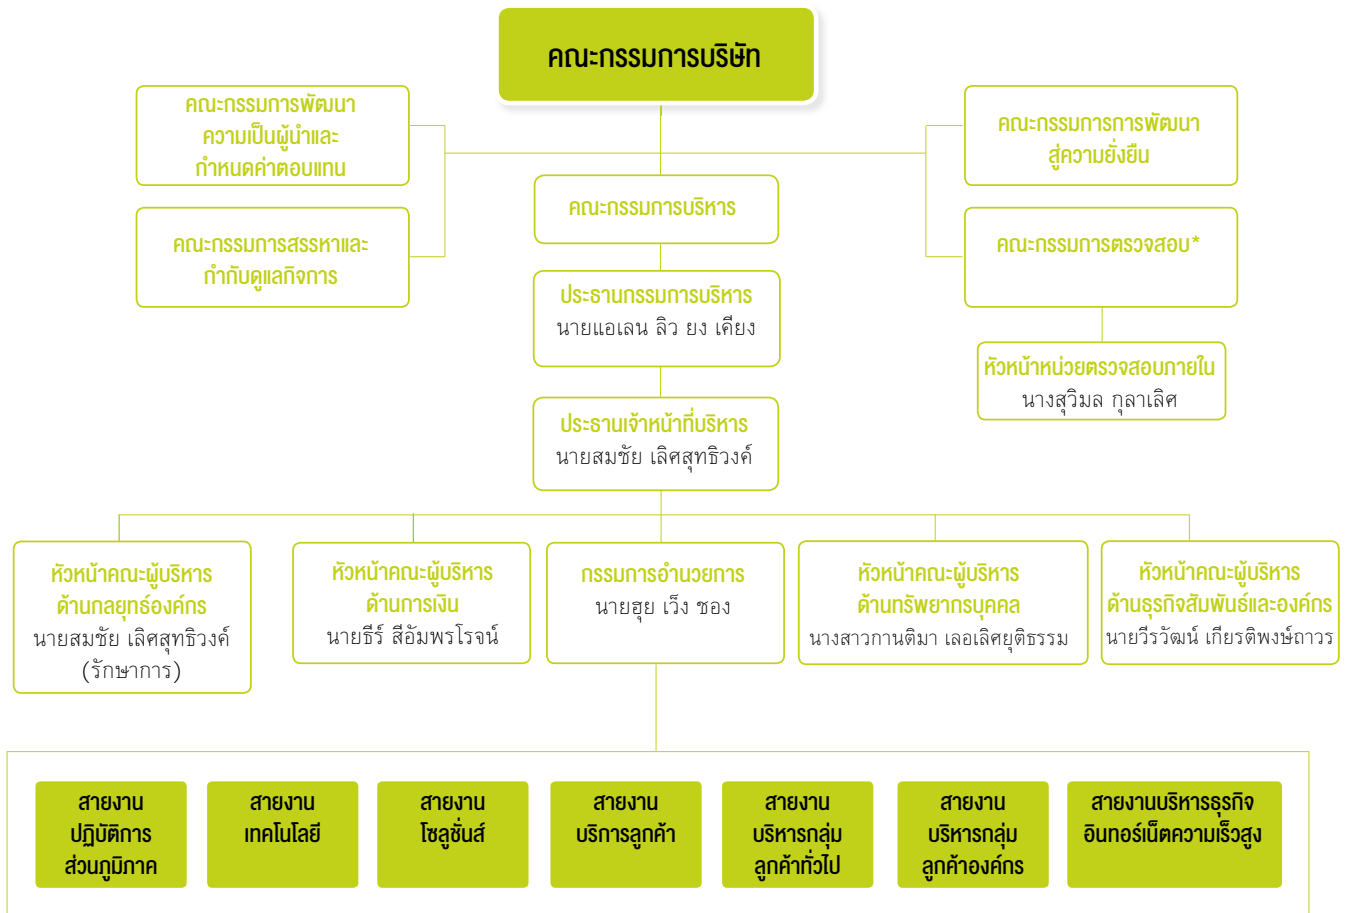 คณะกรรมการบริษัท
คณะกรรมการพัฒนา
ความเป็นผู้นำและ
กำหนดค่าตอบแทน
คณะกรรมการการพัฒนา
สู่ความยั่งยืน
คณะกรรมการบริหาร
คณะกรรมการสรรหาและ
กำกับดูแลกิจการ
คณะกรรมการตรวจสอบ*
ประธานกรรมการบริหาร
นายแอเลน ลิว ยง เคียง
หัวหน้าหน่วยตรวจสอบภายใน
นางสุวิมล กุลาเลิศ
ประธานเจ้าหน้าที่บริหาร
นายสมชัย เลิศสุทธิวงค์
หัวหน้าคณะผู้บริหาร
ด้านกลยุทธ์องค์กร
นายสมชัย เลิศสุทธิวงค์
(รักษาการ)
หัวหน้าคณะผู้บริหาร
ด้านการเงิน
นายธีร์ สีอัมพรโรจน์
กรรมการอำนวยการ
นายฮุย เว็ง ชอง
หัวหน้าคณะผู้บริหาร
ด้านทรัพยากรบุคคล
นางสาวกานติมา เลอเลิศยุติธรรม
หัวหน้าคณะผู้บริหาร
ด้านธุรกิจสัมพันธ์และองค์กร
นายวีรวัฒน์ เกียรติพงษ์ถาวร
สายงาน
ปฏิบัติการ
ส่วนภูมิภาค
สายงาน
เทคโนโลยี
สายงาน
โซลูชั่นส์
สายงาน
บริการลูกค้า
สายงาน
บริหารกลุ่ม
ลูกค้าทั่วไป
สายงาน
บริหารกลุ่ม
ลูกค้าองค์กร
สายงานบริหารธุรกิจ
อินทอร์เน็ตความเร็วสูง